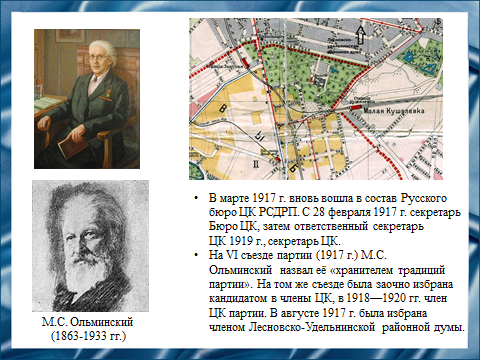 Малая Кушелевка
II
• В марте 1917 г. вновь вошла в состав Русского
бюро ЦК РСДРП. С 28 февраля 1917 г. секретарь
Бюро ЦК, затем ответственный секретарь
ЦК 1919 г., секретарь ЦК.
• На VI съезде партии (1917 г.) М.С.
Ольминский назвал её «хранителем традиций
партии». На том же съезде была заочно избрана
кандидатом в члены ЦК, в 1918—1920 гг. член
ЦК партии. В августе 1917 г. была избрана
членом Лесновско-Удельнинской районной думы.
М.С. Ольминский
(1863-1933 гг.)